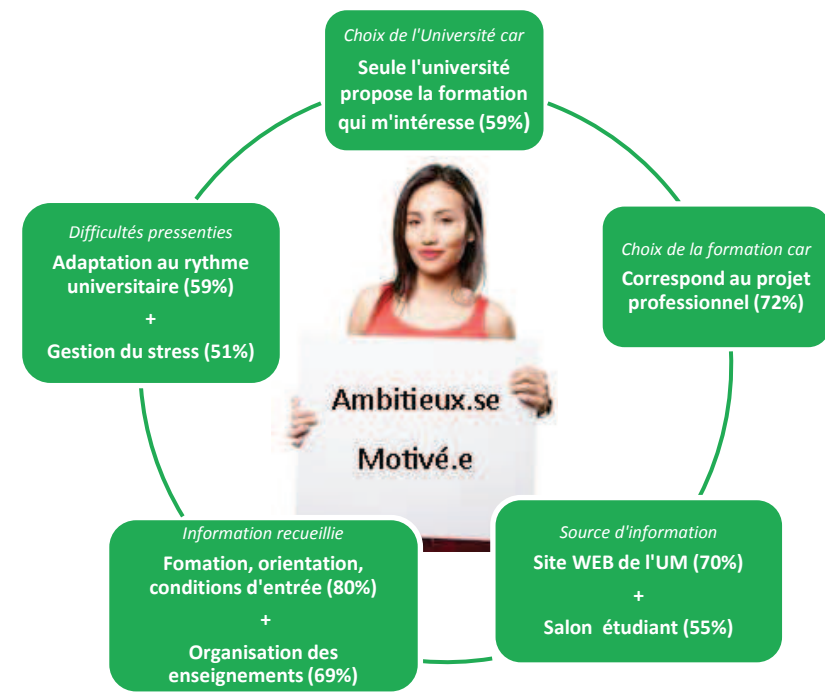 Choix de l'Université car
Seule l'université
propose la formation
qui m'intéresse (59%)
Difficultés pressenties
Adaptation au rythme
universitaire (59%)
+
Gestion du stress (51%)
Choix de la formation car
Correspond au projet
professionnel (72%)
Ambitieux.se
Motivé.e
Information recueillie
Fomation, orientation,
conditions d'entrée (80%)
+
Organisation des
enseignements (69%)
Source d'information
Site WEB de l'UM (70%)
+
Salon étudiant (55%)